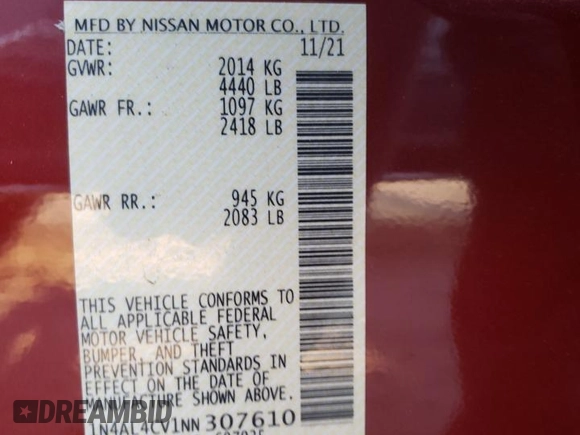 MFD BY NISSAN MOTOR CO., LTD.
DATE: 11/21
GVWR: 2014 KG
4440 LB
GAWR FR.: 1097 KG
2418 LB
GAWR RR.: 945 KG
2083 LB
THIS VEHICLE CONFORMS TO
ALL APPLICABLE FEDERAL
MOTOR VEHICLE SAFETY,
BUMPER, AND THEFT
PREVENTION STANDARDS IN
EFFECT ON THE DATE OF
MANUFACTURE SHOWN ABOVE.
1N4AL4CV1NN307610
DREAMBID